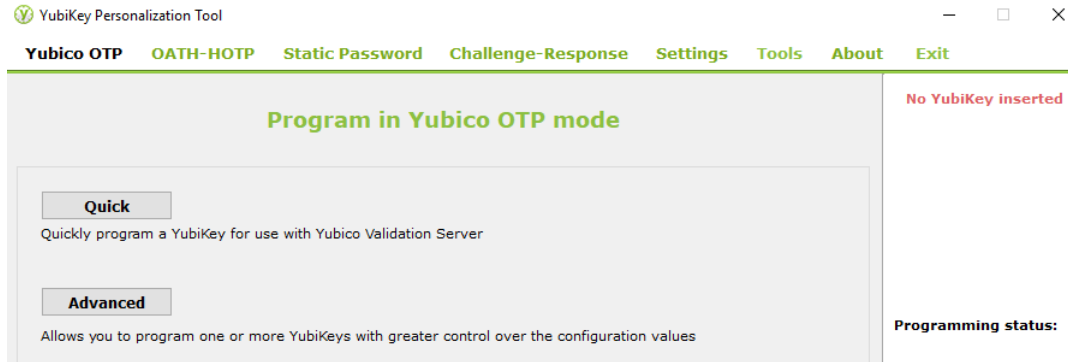 YubiKey Personalization Tool
Yubico OTP OATH-HOTP Static Password Challenge-Response Settings Tools About Exit
No YubiKey inserted
Program in Yubico OTP mode
Quick
Quickly program a YubiKey for use with Yubico Validation Server
Advanced
Allows you to program one or more YubiKeys with greater control over the configuration values
Programming status: